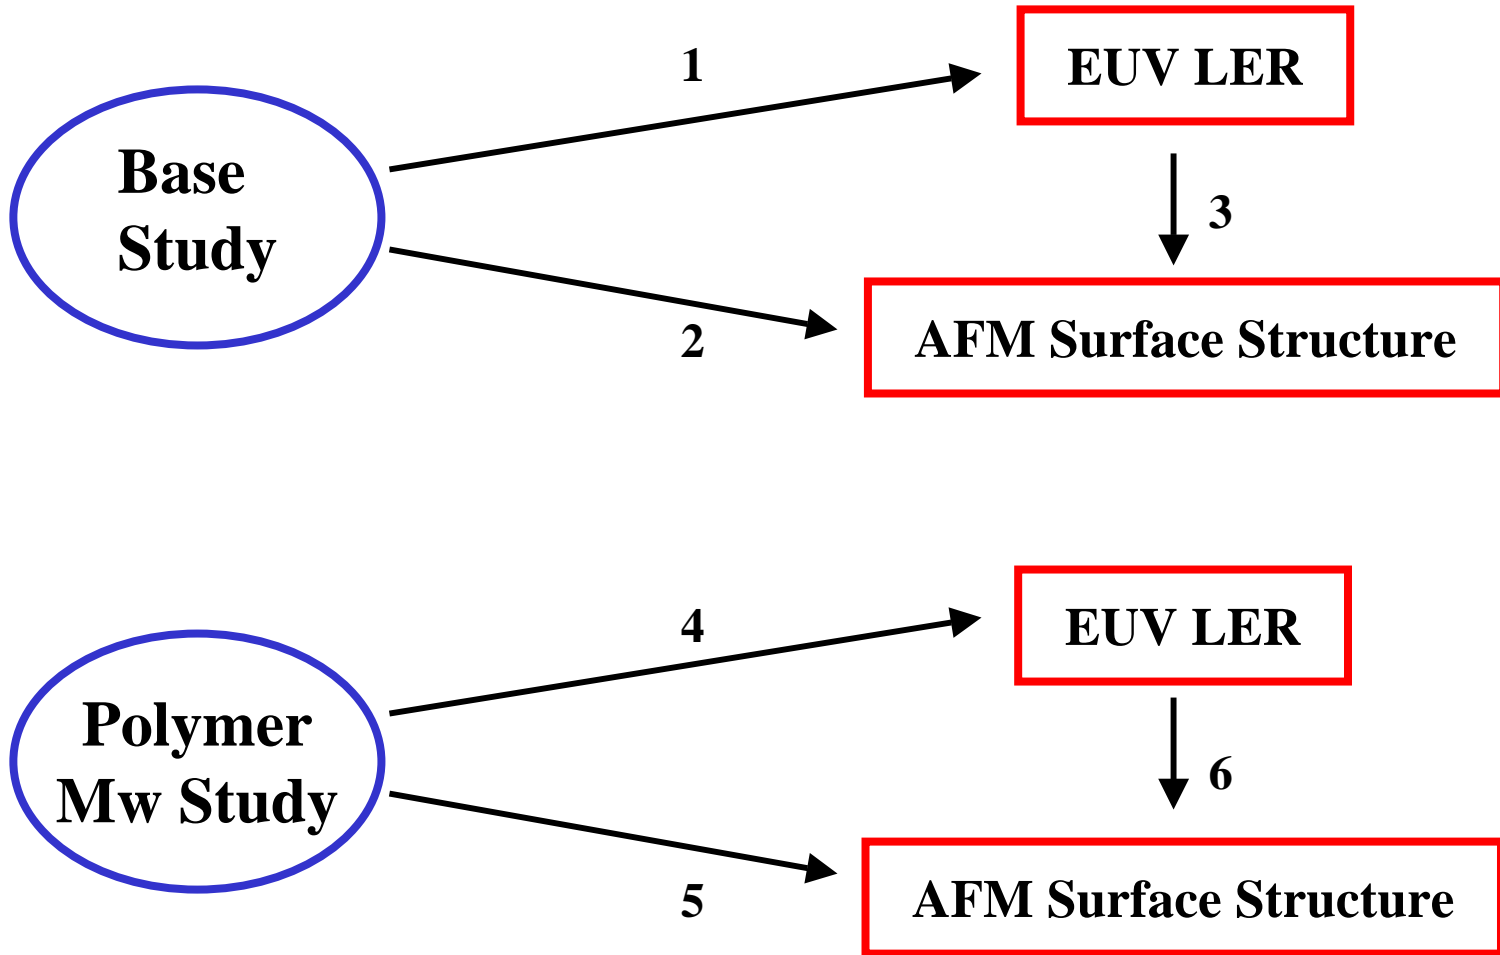 1
EUV LER
Base
Study
3
2
AFM Surface Structure
4
EUV LER
Polymer
Mw Study
6
5
AFM Surface Structure